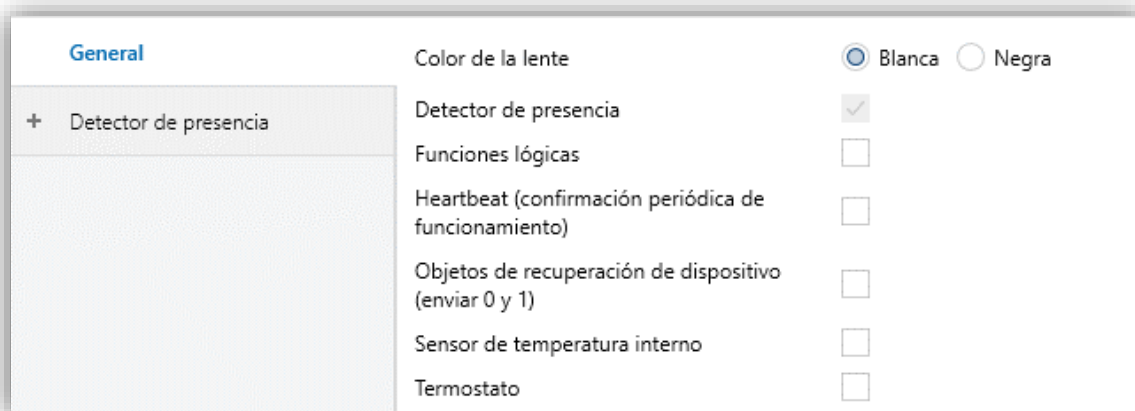 General
+ Detector de presencia
Color de la lente Blanca Negra
Detector de presencia
Funciones lógicas
Heartbeat (confirmación periódica de
funcionamiento)
Objetos de recuperación de dispositivo
(enviar 0 y 1)
Sensor de temperatura interno
Termostato